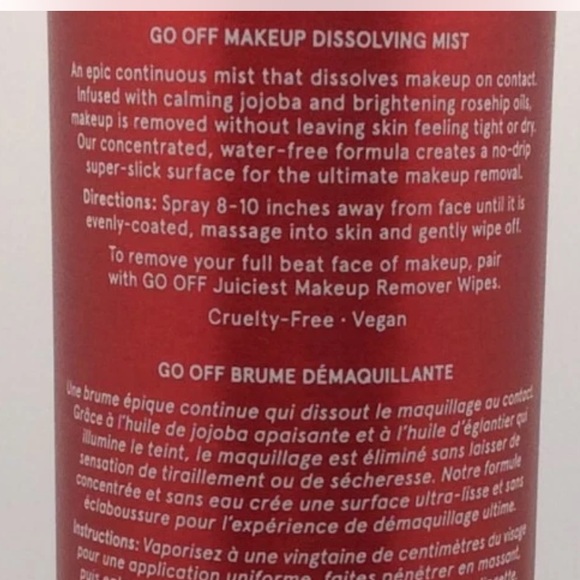 GO OFF MAKEUP DISSOLVING MIST
An epic continuous mist that dissolves makeup on contact.
Infused with calming jojoba and brightening rosehip oils,
makeup is removed without leaving skin feeling tight or dry.
Our concentrated, water-free formula creates a no-drip
super-slick surface for the ultimate makeup removal.
Directions: Spray 8-10 inches away from face until it is
evenly-coated, massage into skin and gently wipe off.
To remove your full beat face of makeup, pair
with GO OFF Juiciest Makeup Remover Wipes.
Cruelty-Free · Vegan
GO OFF BRUME DÉMAQUILLANTE
Une brume épique continue qui dissout le maquillage au contact.
Grâce à l'huile de jojoba apaisante et à l'huile d'églantier qui
illumine le teint, le maquillage est éliminé sans laisser de
sensation de tiraillement ou de sécheresse. Notre formule
concentrée et sans eau crée une surface ultra-lisse et sans
éclaboussure pour l'expérience de démaquillage ultime.
Instructions: Vaporisez à une vingtaine de centimètres du visage
pour une application uniforme, faites pénétrer en massant,
puis